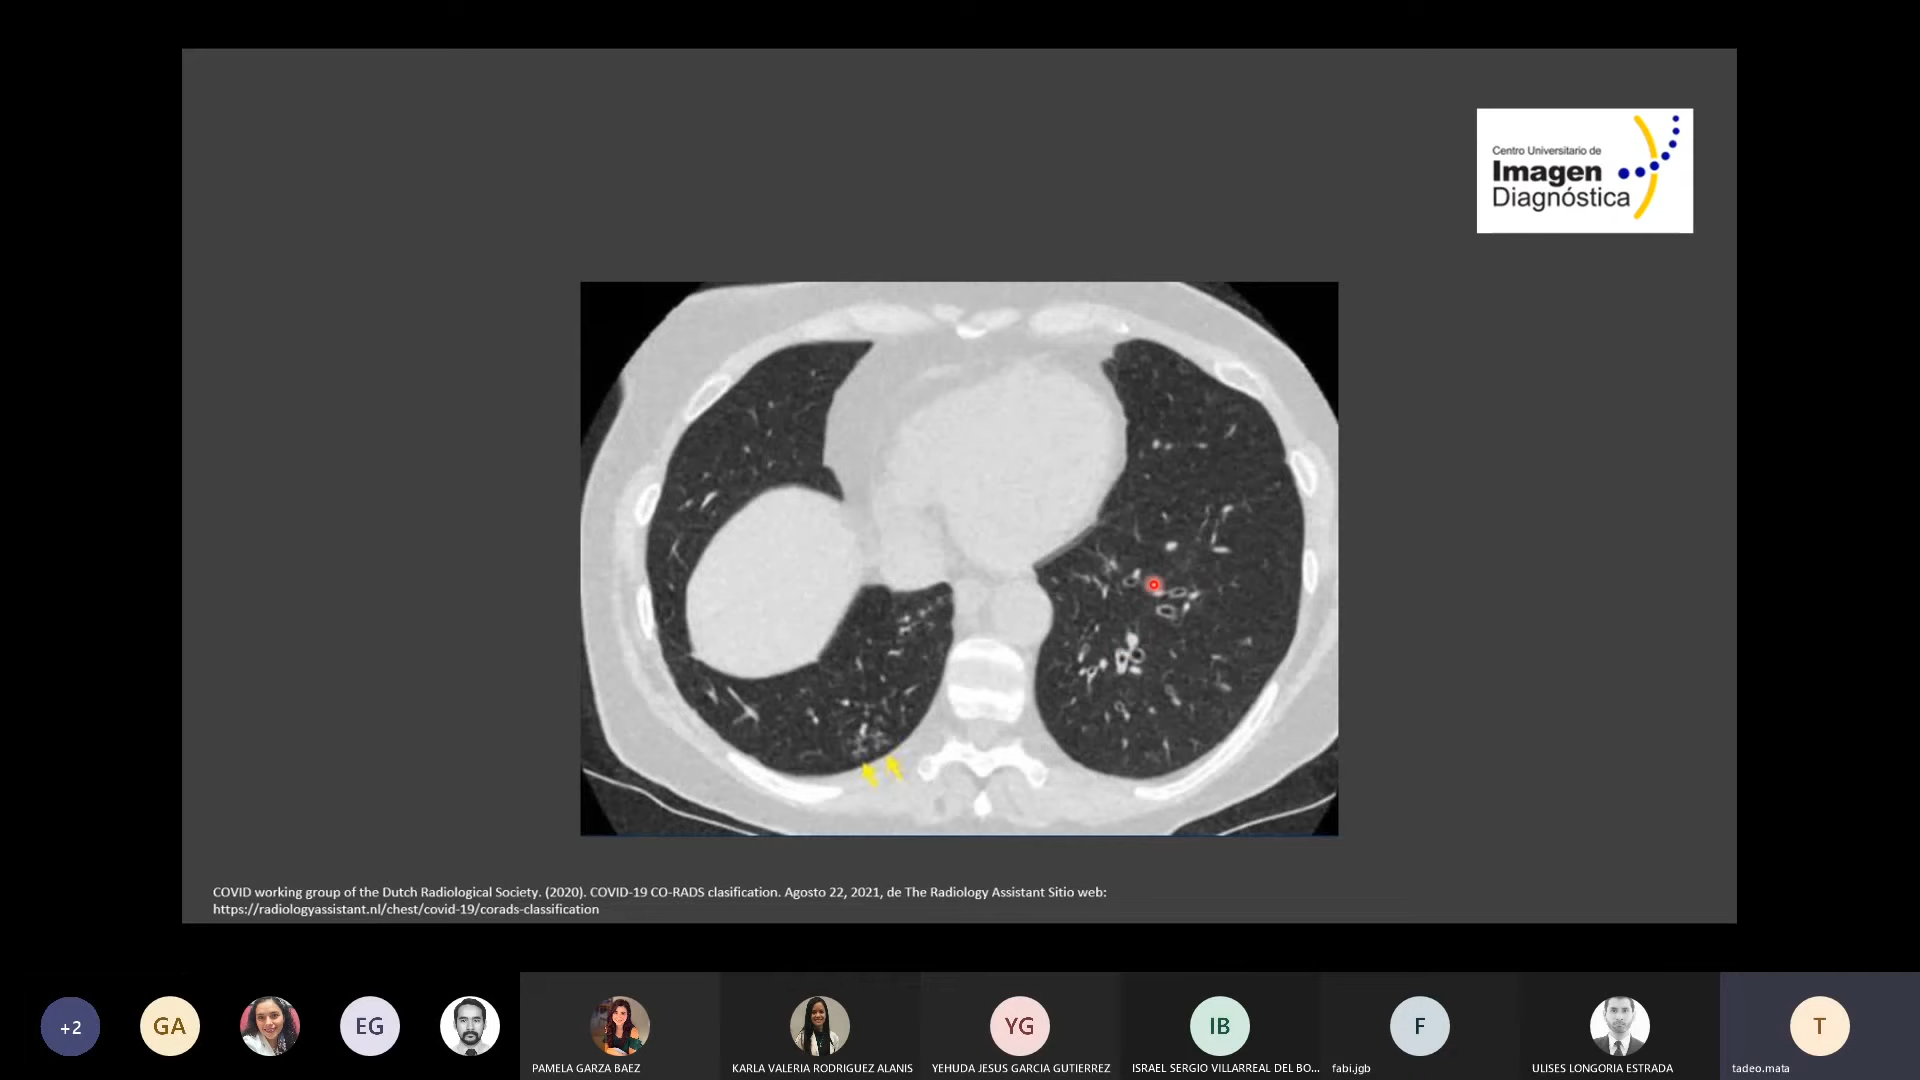 Centro Universitario de
Imagen
Diagnóstica
COVID working group of the Dutch Radiological Society. (2020). COVID-19 CO-RADS clasification. Agosto 22, 2021, de The Radiology Assistant Sitio web:
https://radiologyassistant.nl/chest/covid-19/corads-classification
+2
GA
EG
YG
IB
F
T
PAMELA GARZA BAEZ
KARLA VALERIA RODRIGUEZ ALANIS
YEHUDA JESUS GARCIA GUTIERREZ
ISRAEL SERGIO VILLARREAL DEL BO...
fabi.jgb
ULISES LONGORIA ESTRADA
tadeo.mata